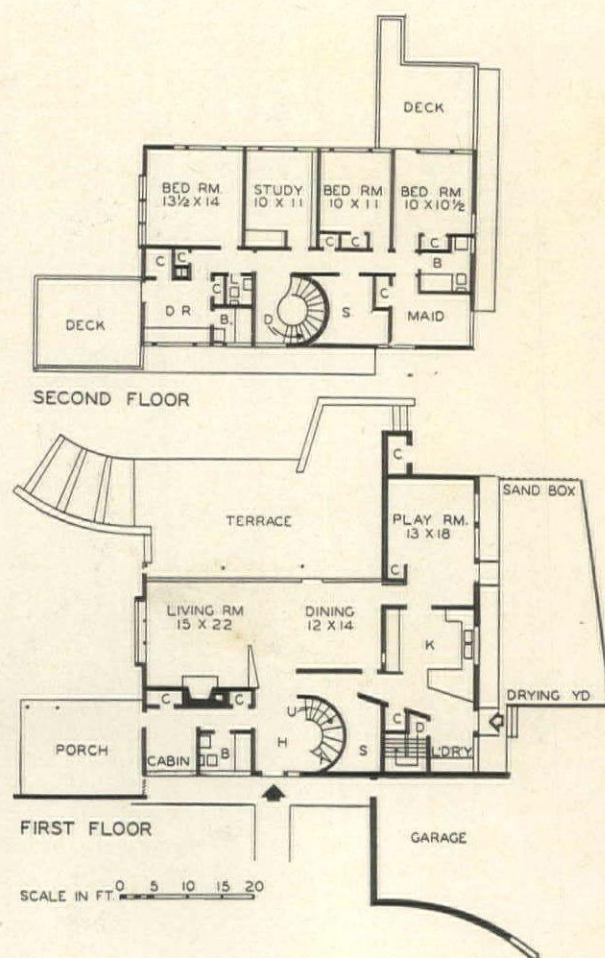 DECK
BED RM.
13½ X 14
STUDY
10 X 11
BED RM
10 X 11
BED RM
10 X 10½
C
C
C
C
C
B
C
C
DECK
D R
B.
D
S
MAID
SECOND FLOOR
C
SAND BOX
TERRACE
PLAY RM.
13 X 18
C
LIVING RM
15 X 22
DINING
12 X 14
K
DRYING YD
C
C
U
C
D
PORCH
CABIN
B
H
S
L'DRY
FIRST FLOOR
GARAGE
SCALE IN FT. 0 5 10 20